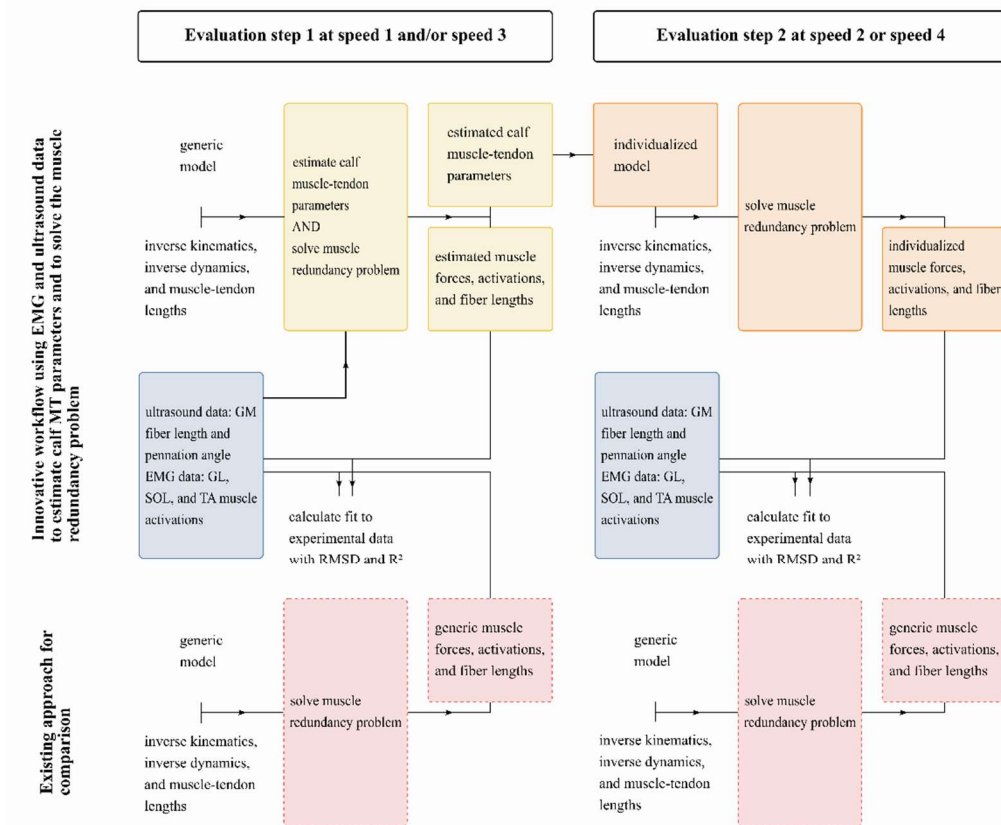 Evaluation step 1 at speed 1 and/or speed 3
Evaluation step 2 at speed 2 or speed 4
Innovative workflow using EMG and ultrasound data
to estimate calf MT parameters and to solve the muscle
redundancy problem
generic
model
inverse kinematics,
inverse dynamics,
and muscle-tendon
lengths
estimate calf
muscle-tendon
parameters
AND
solve muscle
redundancy problem
estimated calf
muscle-tendon
parameters
estimated muscle
forces, activations,
and fiber lengths
individualized
model
inverse kinematics,
inverse dynamics,
and muscle-tendon
lengths
solve muscle
redundancy problem
individualized
muscle forces,
activations, and fiber
lengths
ultrasound data: GM
fiber length and
pennation angle
EMG data: GL,
SOL, and TA muscle
activations
calculate fit to
experimental data
with RMSD and R²
ultrasound data: GM
fiber length and
pennation angle
EMG data: GL,
SOL, and TA muscle
activations
calculate fit to
experimental data
with RMSD and R²
Existing approach for
comparison
generic
model
inverse kinematics,
inverse dynamics,
and muscle-tendon
lengths
solve muscle
redundancy problem
generic muscle
forces, activations,
and fiber lengths
generic
model
inverse kinematics,
inverse dynamics,
and muscle-tendon
lengths
solve muscle
redundancy problem
generic muscle
forces, activations,
and fiber lengths